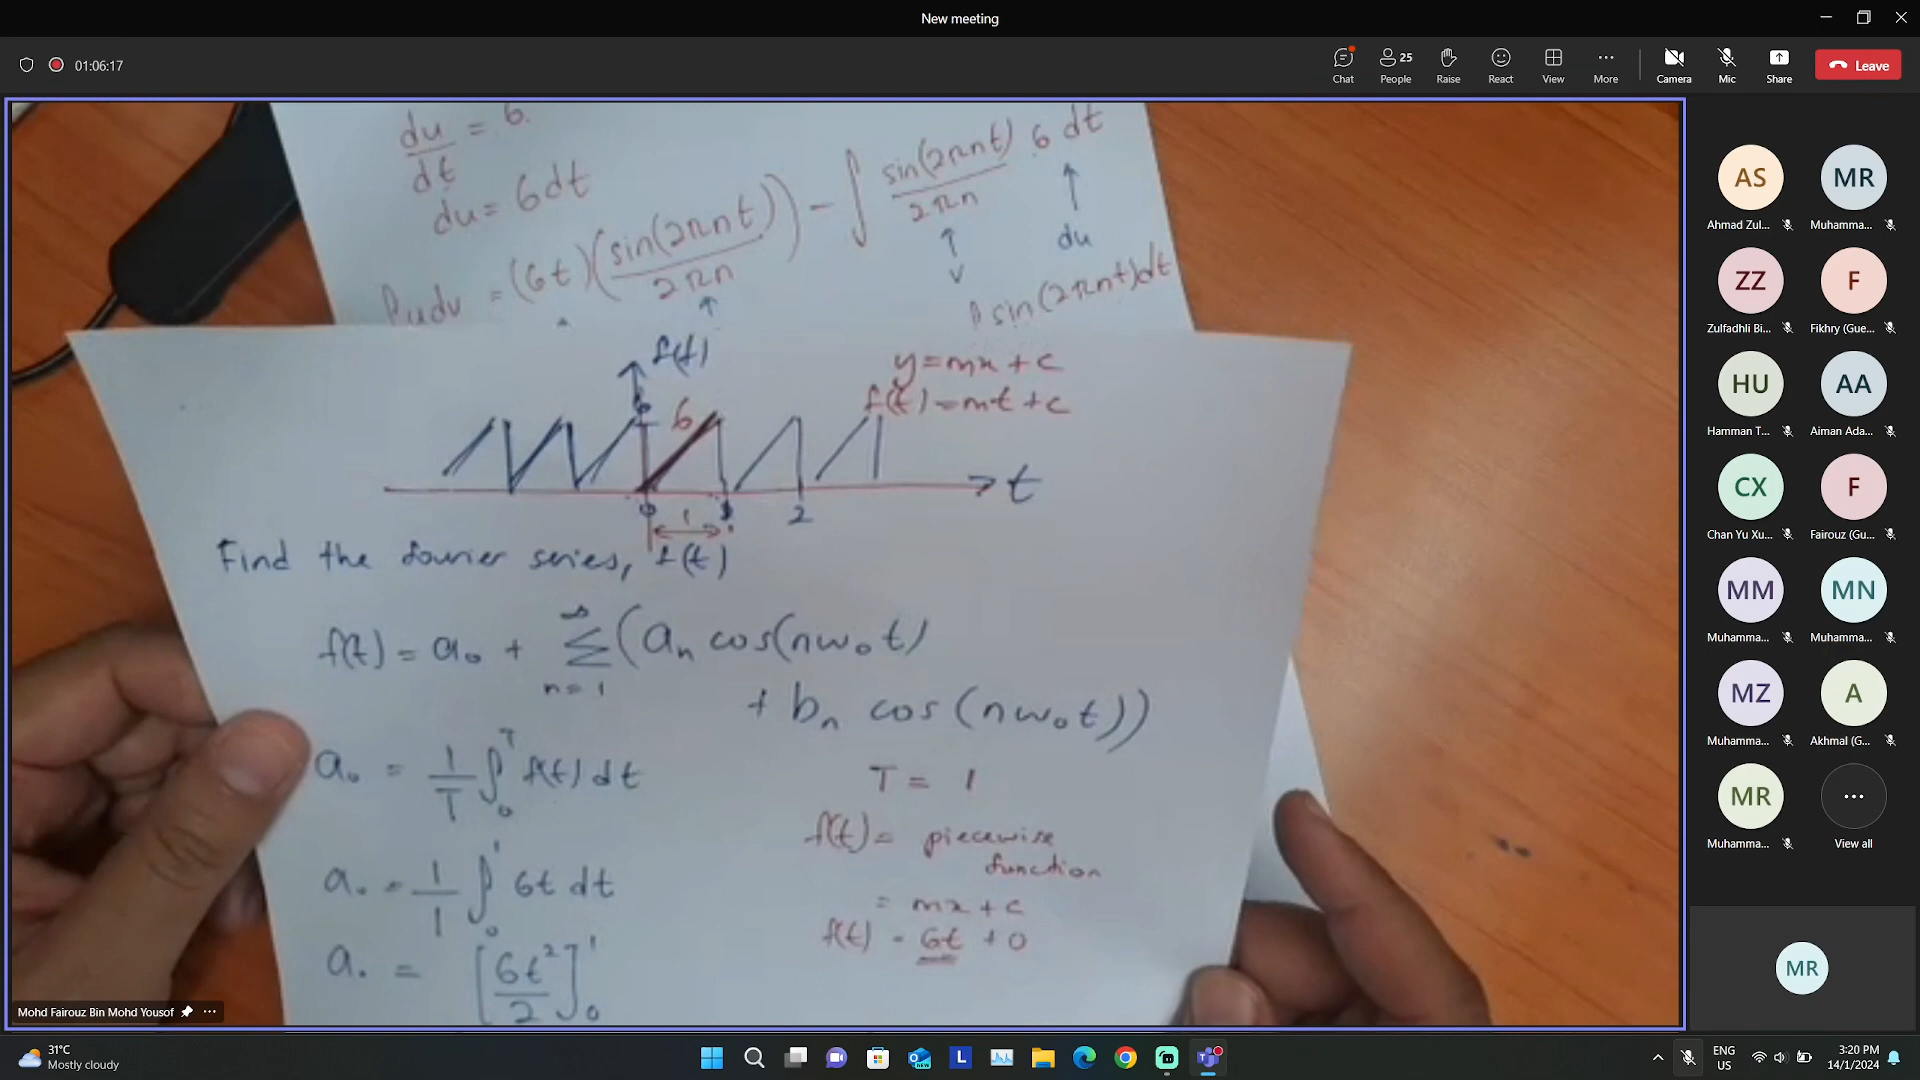 New meeting
01:06:17
Chat
25
People
Raise
React
View
More
Camera
Mic
Share
Leave
du/dt = 6
du = 6dt
∫udv = (6t)(sin(2πnt)/2πn) - ∫ sin(2πnt)/2πn 6 dt
↑ v
↑ du
∫ sin(2πnt)dt
f(t)
y = mx + c
f(t) = mt + c
6
6
t
0
1
1
2
Find the fourier series, f(t)
f(t) = a₀ + ∞ Σ n=1 (aₙ cos(nω₀t)
+ bₙ cos(nω₀t))
a₀ = 1/T ∫₀ᵀ f(t) dt
T = 1
f(t) = piecewise
function
a₀ = 1/1 ∫₀¹ 6t dt
= mx + c
f(t) = 6t + 0
a₀ = [6t²/2]₀¹
Mohd Fairouz Bin Mohd Yousof
AS
Ahmad Zul...
MR
Muhamma...
ZZ
Zulfadhli Bi...
F
Fikhry (Gue...
HU
Hamman T...
AA
Aiman Ada...
CX
Chan Yu Xu...
F
Fairouz (Gu...
MM
Muhamma...
MN
Muhamma...
MZ
Muhamma...
A
Akhmal (G...
MR
Muhamma...
View all
MR
31°C
Mostly cloudy
L
ENG
US
3:20 PM
14/1/2024